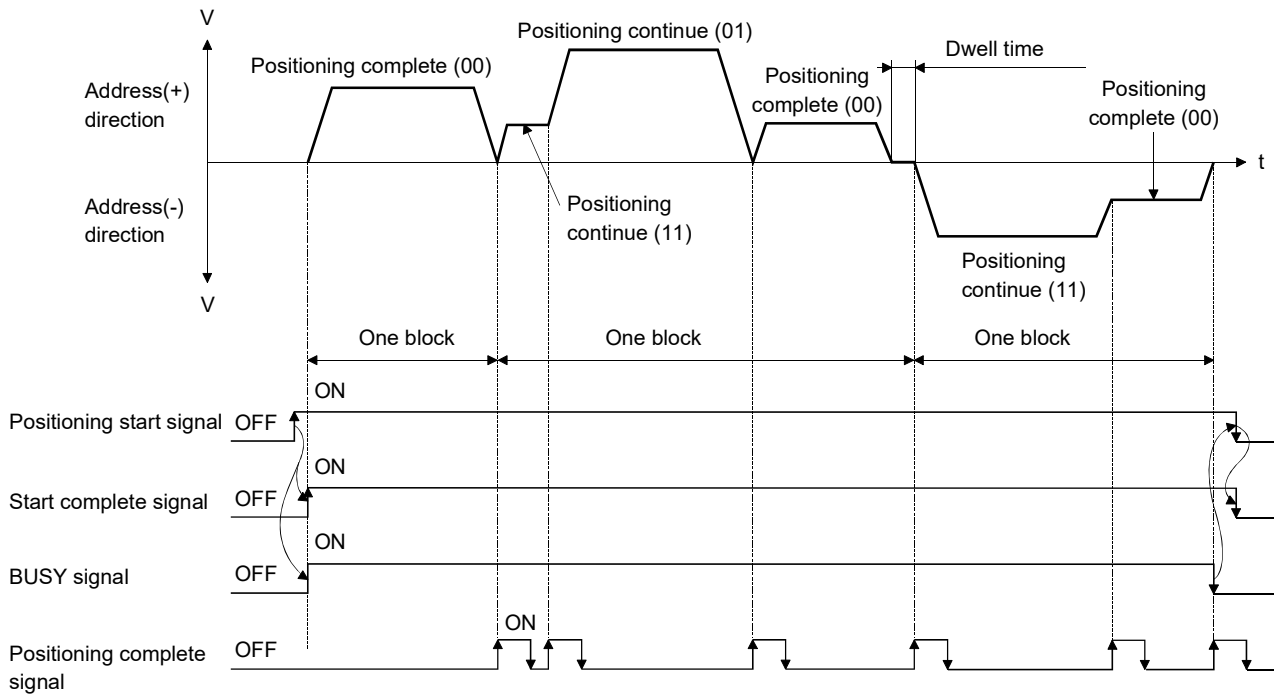 V
Positioning continue (01)
Dwell time
Positioning complete (00)
Positioning
complete (00)
Positioning
complete (00)
Address(+)
direction
t
Address(-)
direction
Positioning
continue (11)
Positioning
continue (11)
V
One block
One block
One block
ON
Positioning start signal
OFF
ON
Start complete signal
OFF
ON
BUSY signal
OFF
ON
Positioning complete
signal
OFF